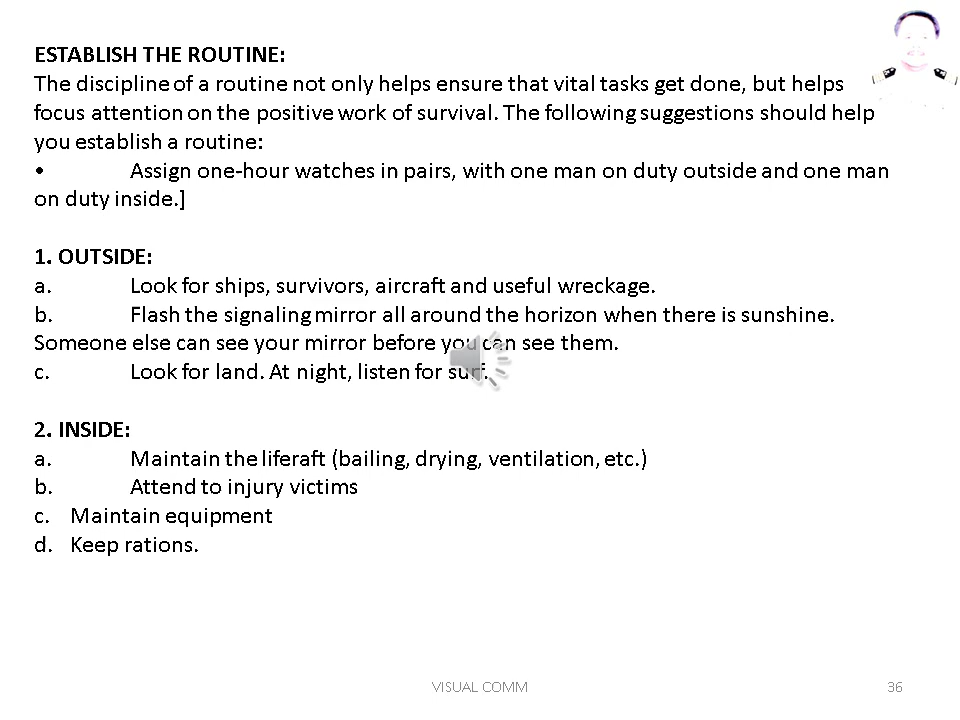 ESTABLISH THE ROUTINE:
The discipline of a routine not only helps ensure that vital tasks get done, but helps
focus attention on the positive work of survival. The following suggestions should help
you establish a routine:
• Assign one-hour watches in pairs, with one man on duty outside and one man
on duty inside.]
1. OUTSIDE:
a. Look for ships, survivors, aircraft and useful wreckage.
b. Flash the signaling mirror all around the horizon when there is sunshine.
Someone else can see your mirror before you can see them.
c. Look for land. At night, listen for surf.
2. INSIDE:
a. Maintain the liferaft (bailing, drying, ventilation, etc.)
b. Attend to injury victims
c. Maintain equipment
d. Keep rations.
VISUAL COMM
36